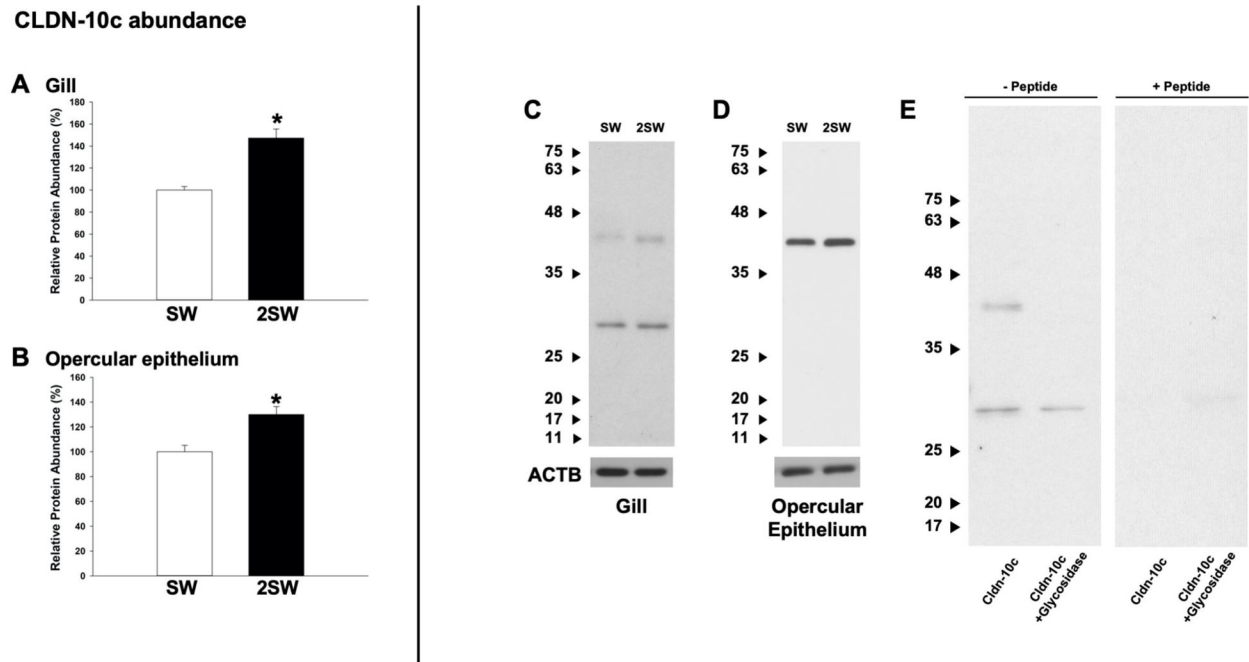 CLDN-10c abundance
A Gill
Relative Protein Abundance (%)
180
160
140
120
100
80
60
40
20
0
*
SW 2SW
B Opercular epithelium
Relative Protein Abundance (%)
160
140
120
100
80
60
40
20
0
*
SW 2SW
C
SW 2SW
75
63
48
35
25
20
17
11
ACTB
Gill
D
SW 2SW
75
63
48
35
25
20
17
11
Opercular
Epithelium
E
- Peptide + Peptide
75
63
48
35
25
20
17
Cldn-10c
Cldn-10c
+Glycosidase
Cldn-10c
Cldn-10c
+Glycosidase